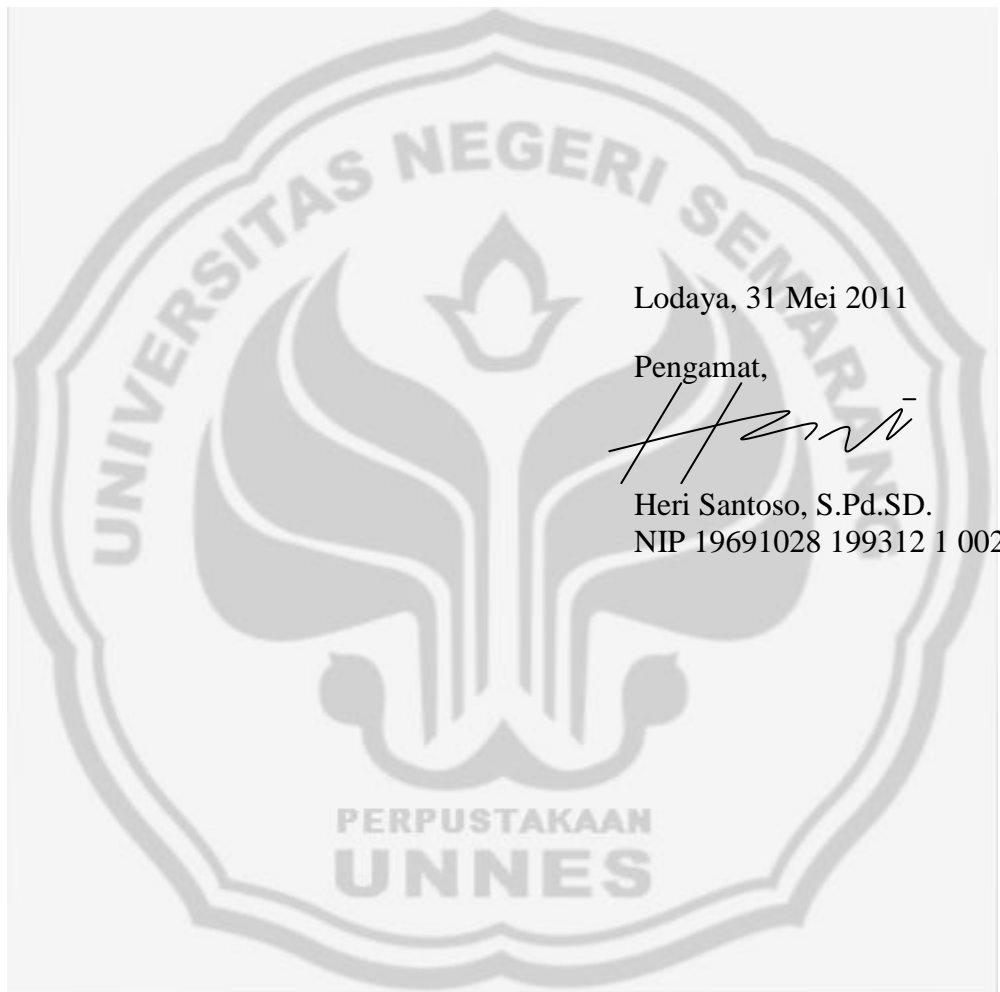 UNIVERSITAS NEGERI SEMARANG
Lodaya, 31 Mei 2011
Pengamat,
Heri
Heri Santoso, S.Pd.SD.
NIP 19691028 199312 1 002
PERPUSTAKAAN
UNNES